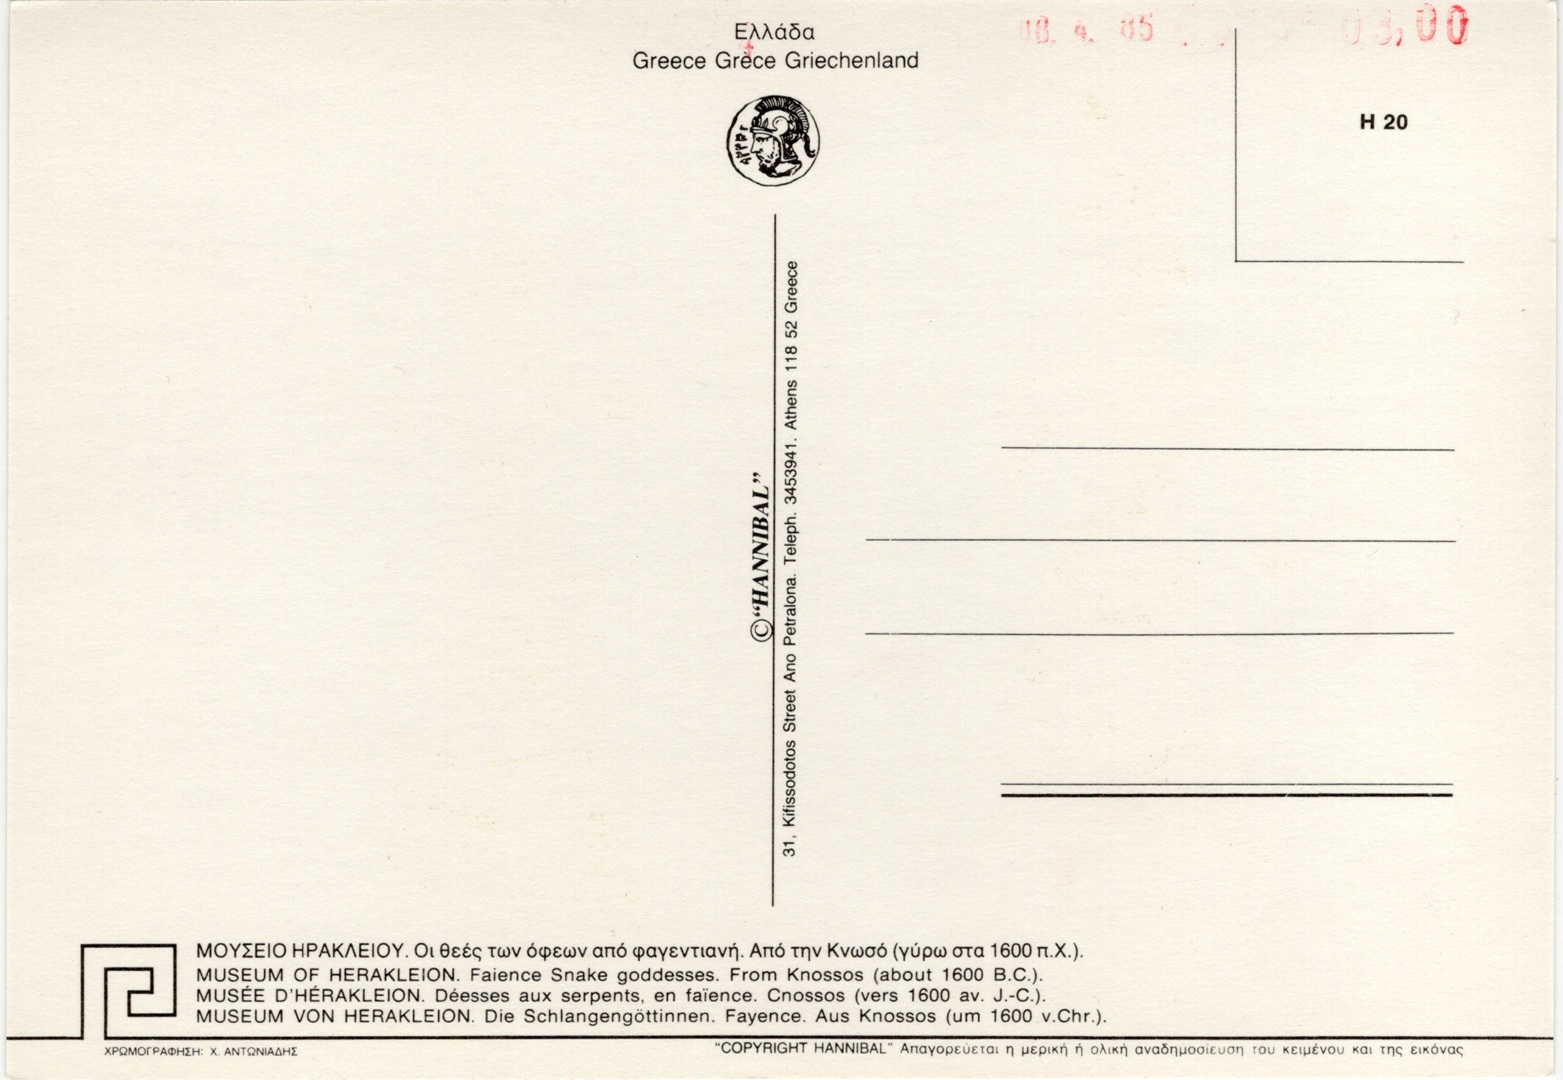 Ελλάδα
Greece Grèce Griechenland
4. 85
03,00
H 20
©“HANNIBAL”
31, Kifissodotos Street Ano Petralona. Teleph. 3453941. Athens 118 52 Greece
ΜΟΥΣΕΙΟ ΗΡΑΚΛΕΙΟΥ. Οι θεές των όφεων από φαγεντιανή. Από την Κνωσό (γύρω στα 1600 π.Χ.).
MUSEUM OF HERAKLEION. Faience Snake goddesses. From Knossos (about 1600 B.C.).
MUSÉE D'HÉRAKLEION. Déesses aux serpents, en faïence. Cnossos (vers 1600 av. J.-C.).
MUSEUM VON HERAKLEION. Die Schlangengöttinnen. Fayence. Aus Knossos (um 1600 v.Chr.).
ΧΡΩΜΟΓΡΑΦΗΣΗ: Χ. ΑΝΤΩΝΙΑΔΗΣ
"COPYRIGHT HANNIBAL" Απαγορεύεται η μερική ή ολική αναδημοσίευση του κειμένου και της εικόνας